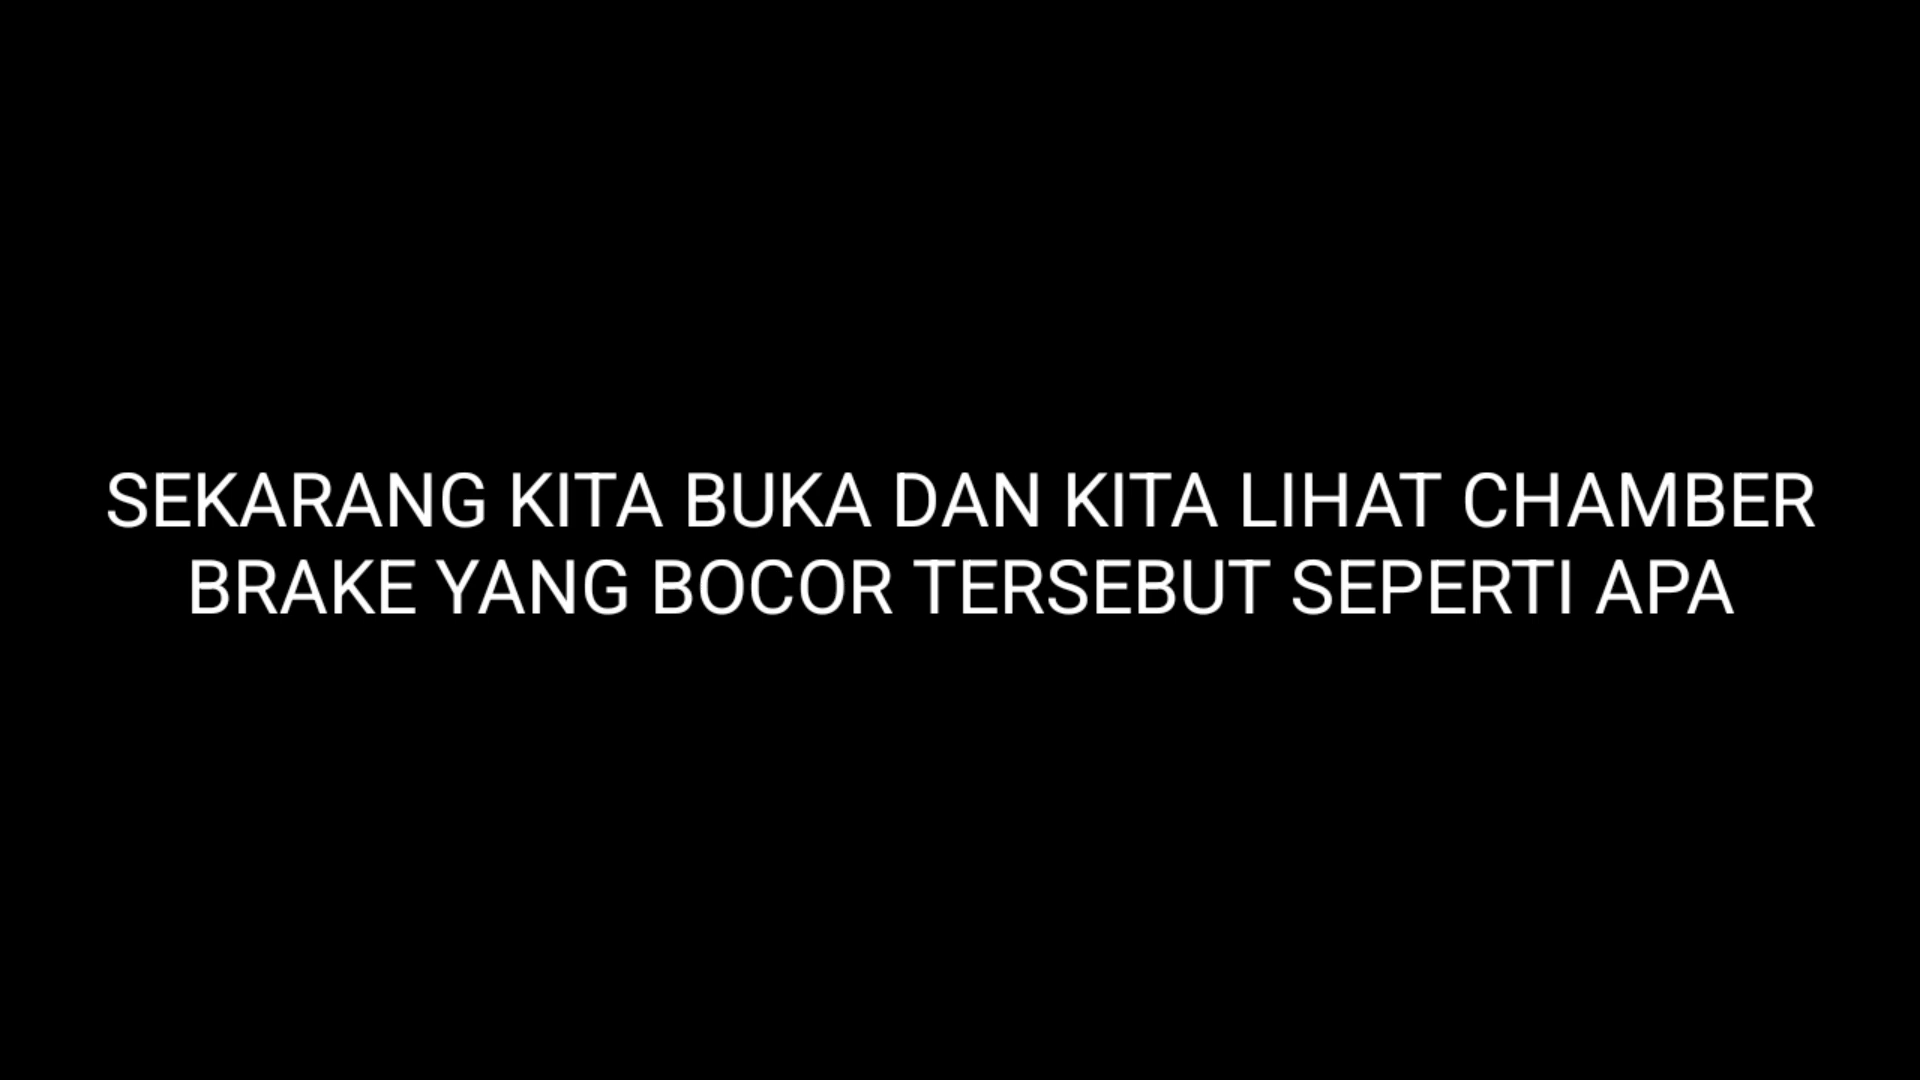 SEKARANG KITA BUKA DAN KITA LIHAT CHAMBER
BRAKE YANG BOCOR TERSEBUT SEPERTI APA